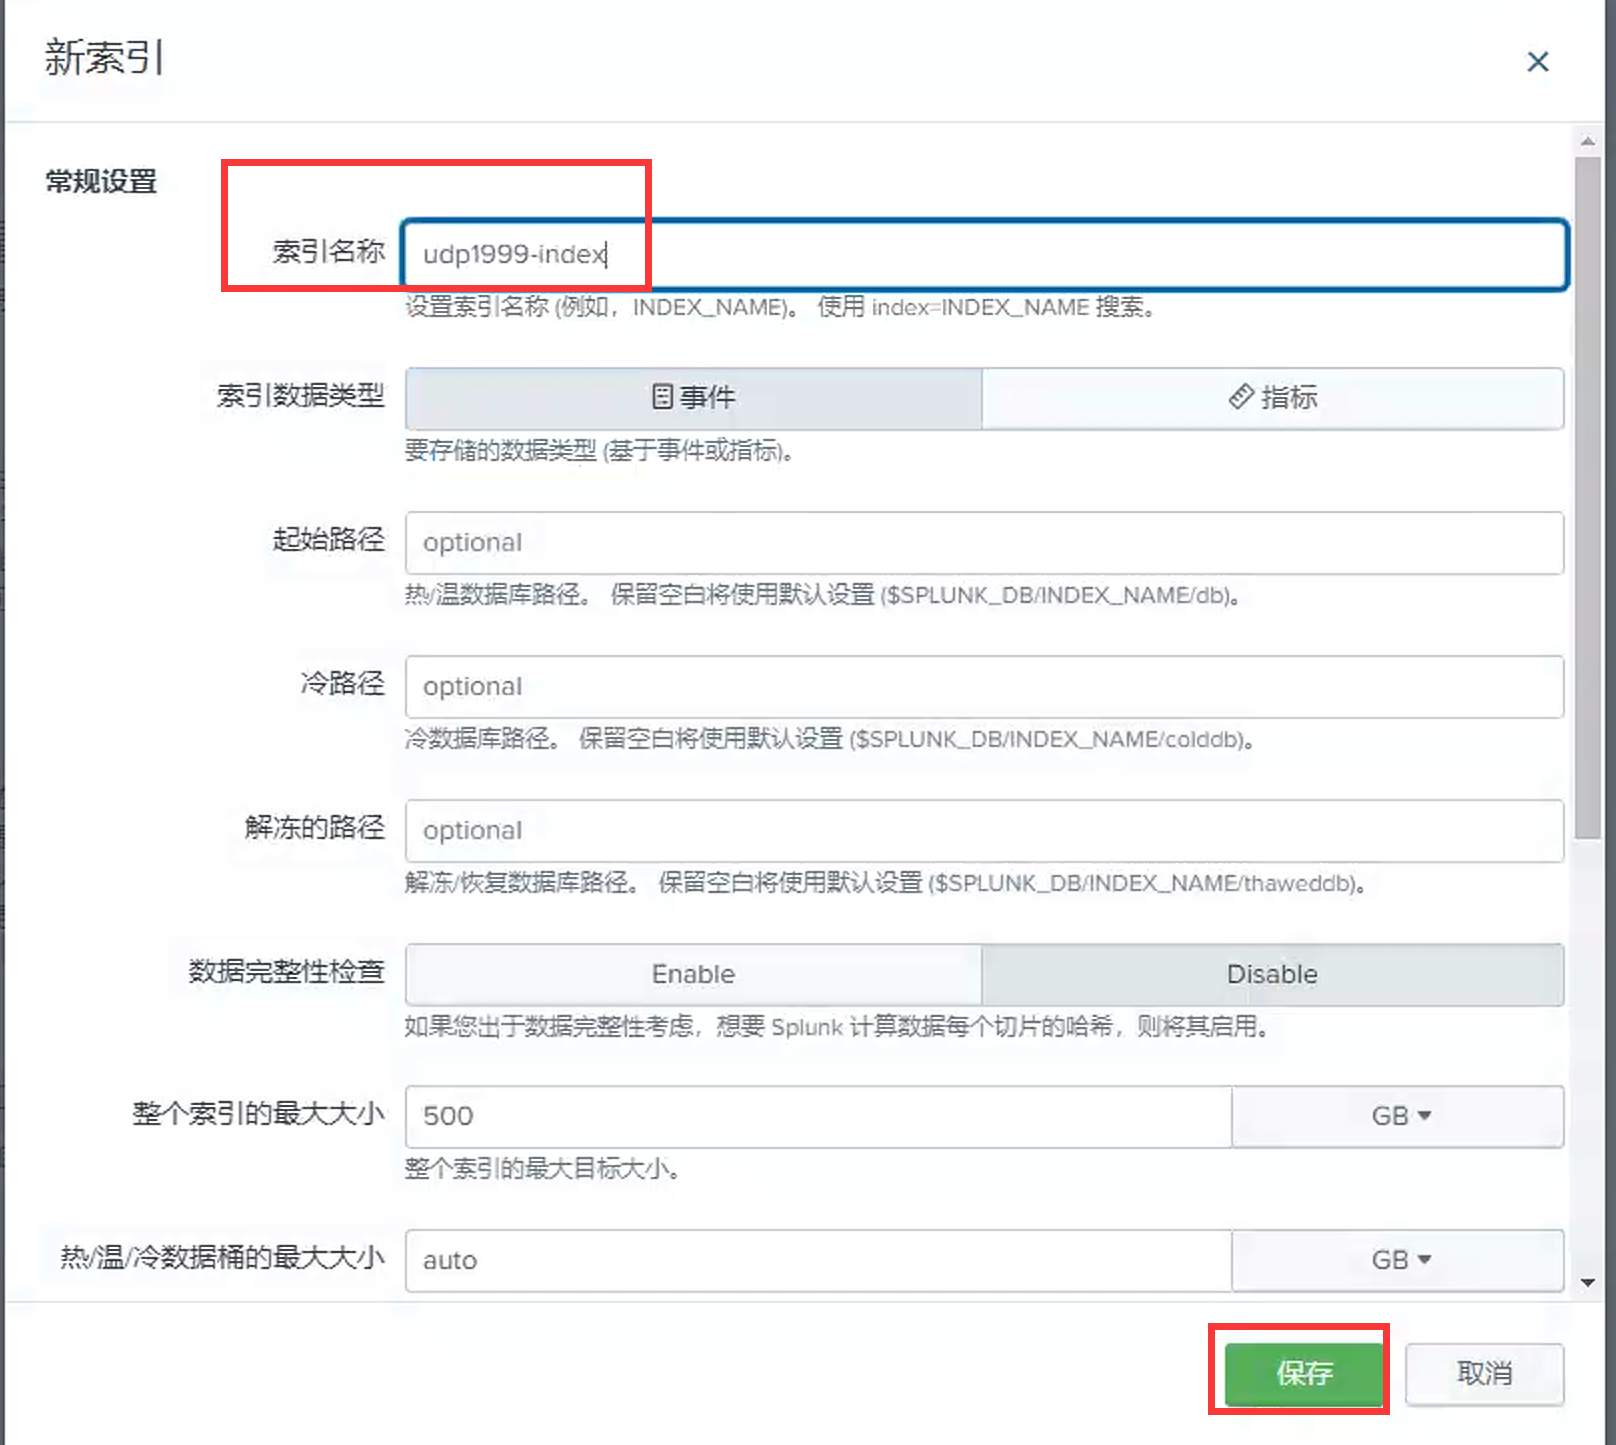 新索引
常规设置
索引名称 udp1999-index
设置索引名称 (例如，INDEX_NAME)。 使用 index=INDEX_NAME 搜索。
索引数据类型 事件 指标
要存储的数据类型 (基于事件或指标)。
起始路径 optional
热/温数据库路径。 保留空白将使用默认设置 ($SPLUNK_DB/INDEX_NAME/db)。
冷路径 optional
冷数据库路径。 保留空白将使用默认设置 ($SPLUNK_DB/INDEX_NAME/colddb)。
解冻的路径 optional
解冻/恢复数据库路径。 保留空白将使用默认设置 ($SPLUNK_DB/INDEX_NAME/thaweddb)。
数据完整性检查 Enable Disable
如果您出于数据完整性考虑，想要 Splunk 计算数据每个切片的哈希，则将其启用。
整个索引的最大大小 500 GB
整个索引的最大目标大小。
热/温/冷数据桶的最大大小 auto GB
保存 取消